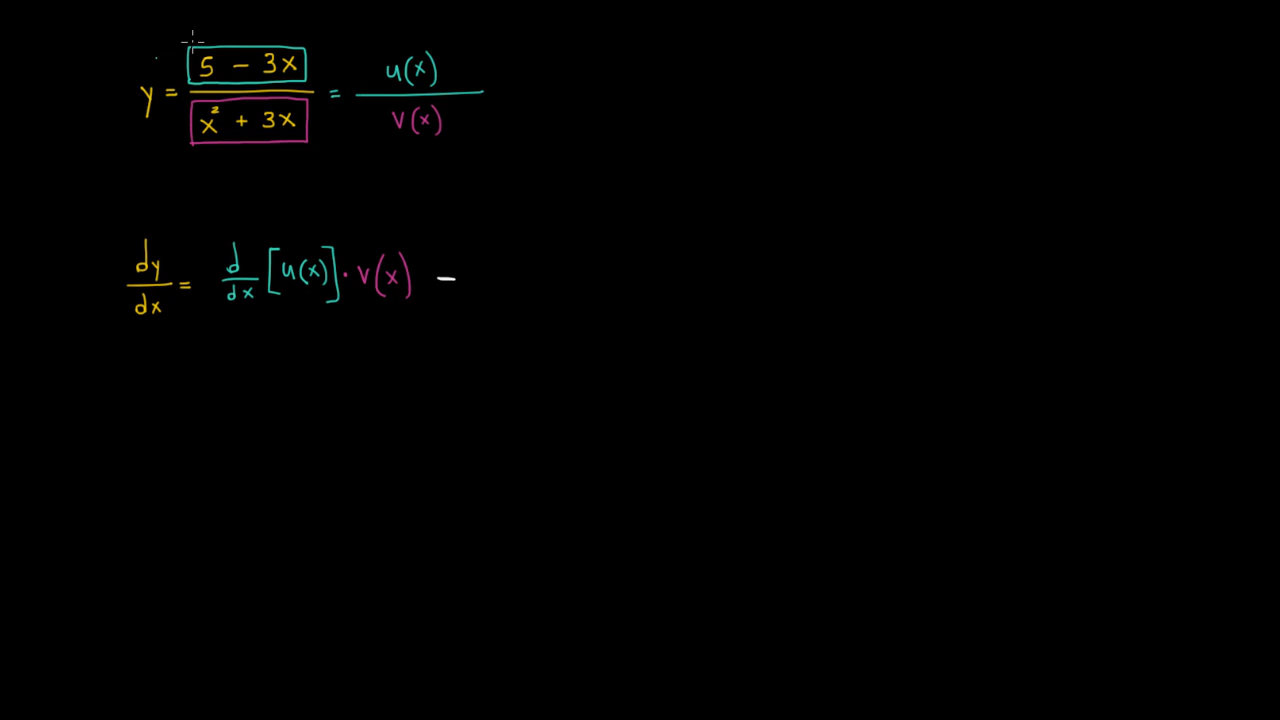 y = (5 - 3x)/(x² + 3x) = u(x)/v(x)
dy/dx = d/dx [u(x)] · v(x) -